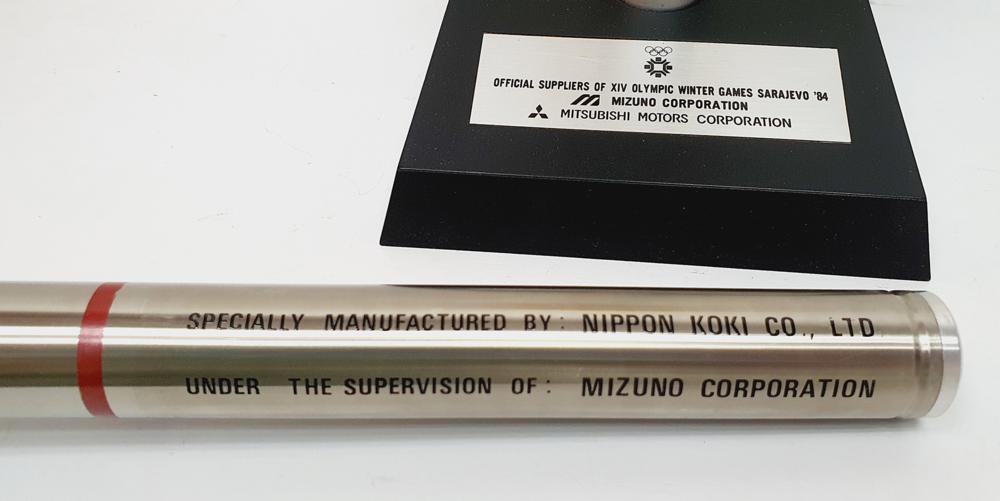 OFFICIAL SUPPLIERS OF XIV OLYMPIC WINTER GAMES SARAJEVO '84
MIZUNO CORPORATION
MITSUBISHI MOTORS CORPORATION
SPECIALLY MANUFACTURED BY: NIPPON KOKI CO., LTD
UNDER THE SUPERVISION OF: MIZUNO CORPORATION